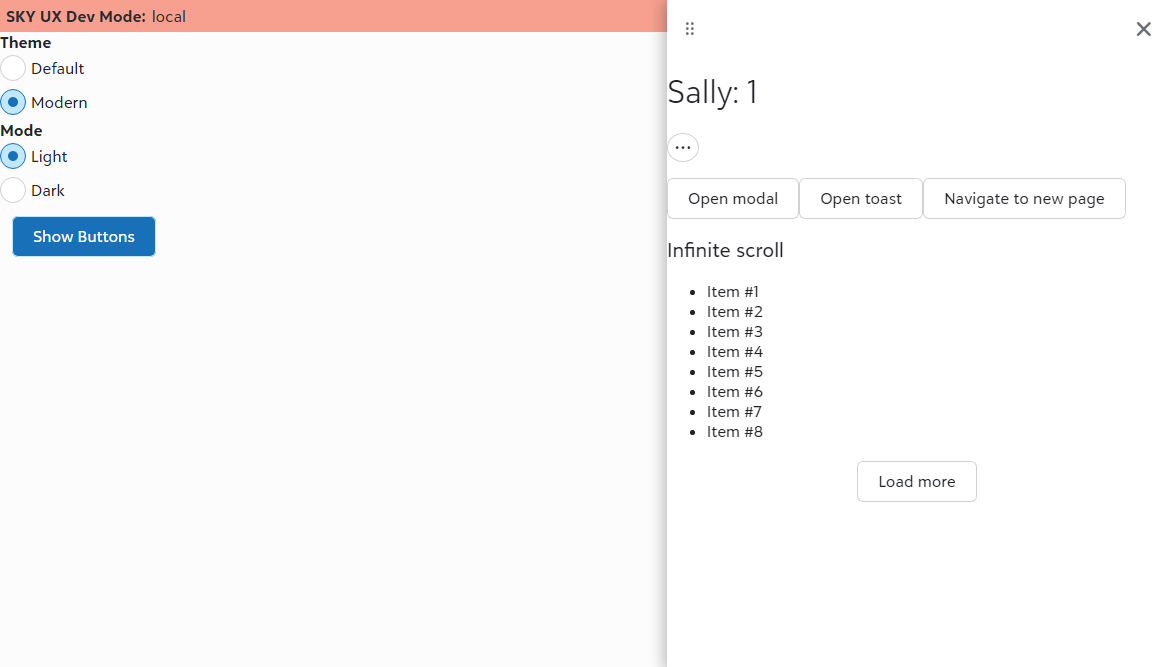 SKY UX Dev Mode: local
Theme
Default
Modern
Mode
Light
Dark
Show Buttons
Sally: 1
Open modal Open toast Navigate to new page
Infinite scroll
Item #1
Item #2
Item #3
Item #4
Item #5
Item #6
Item #7
Item #8
Load more